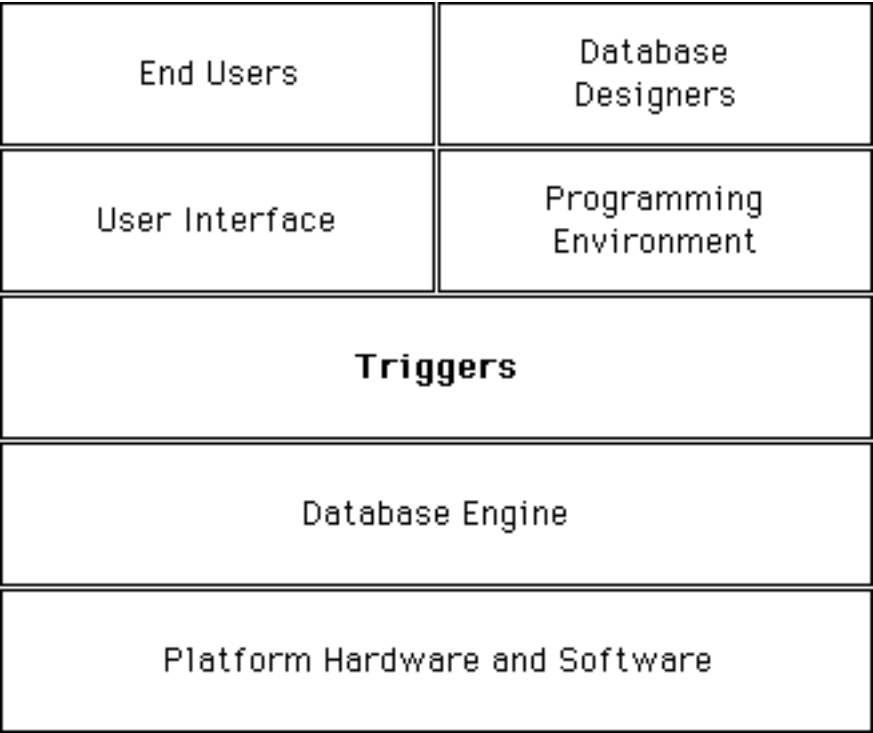 End Users
Database
Designers
User Interface
Programming
Environment
Triggers
Database Engine
Platform Hardware and Software